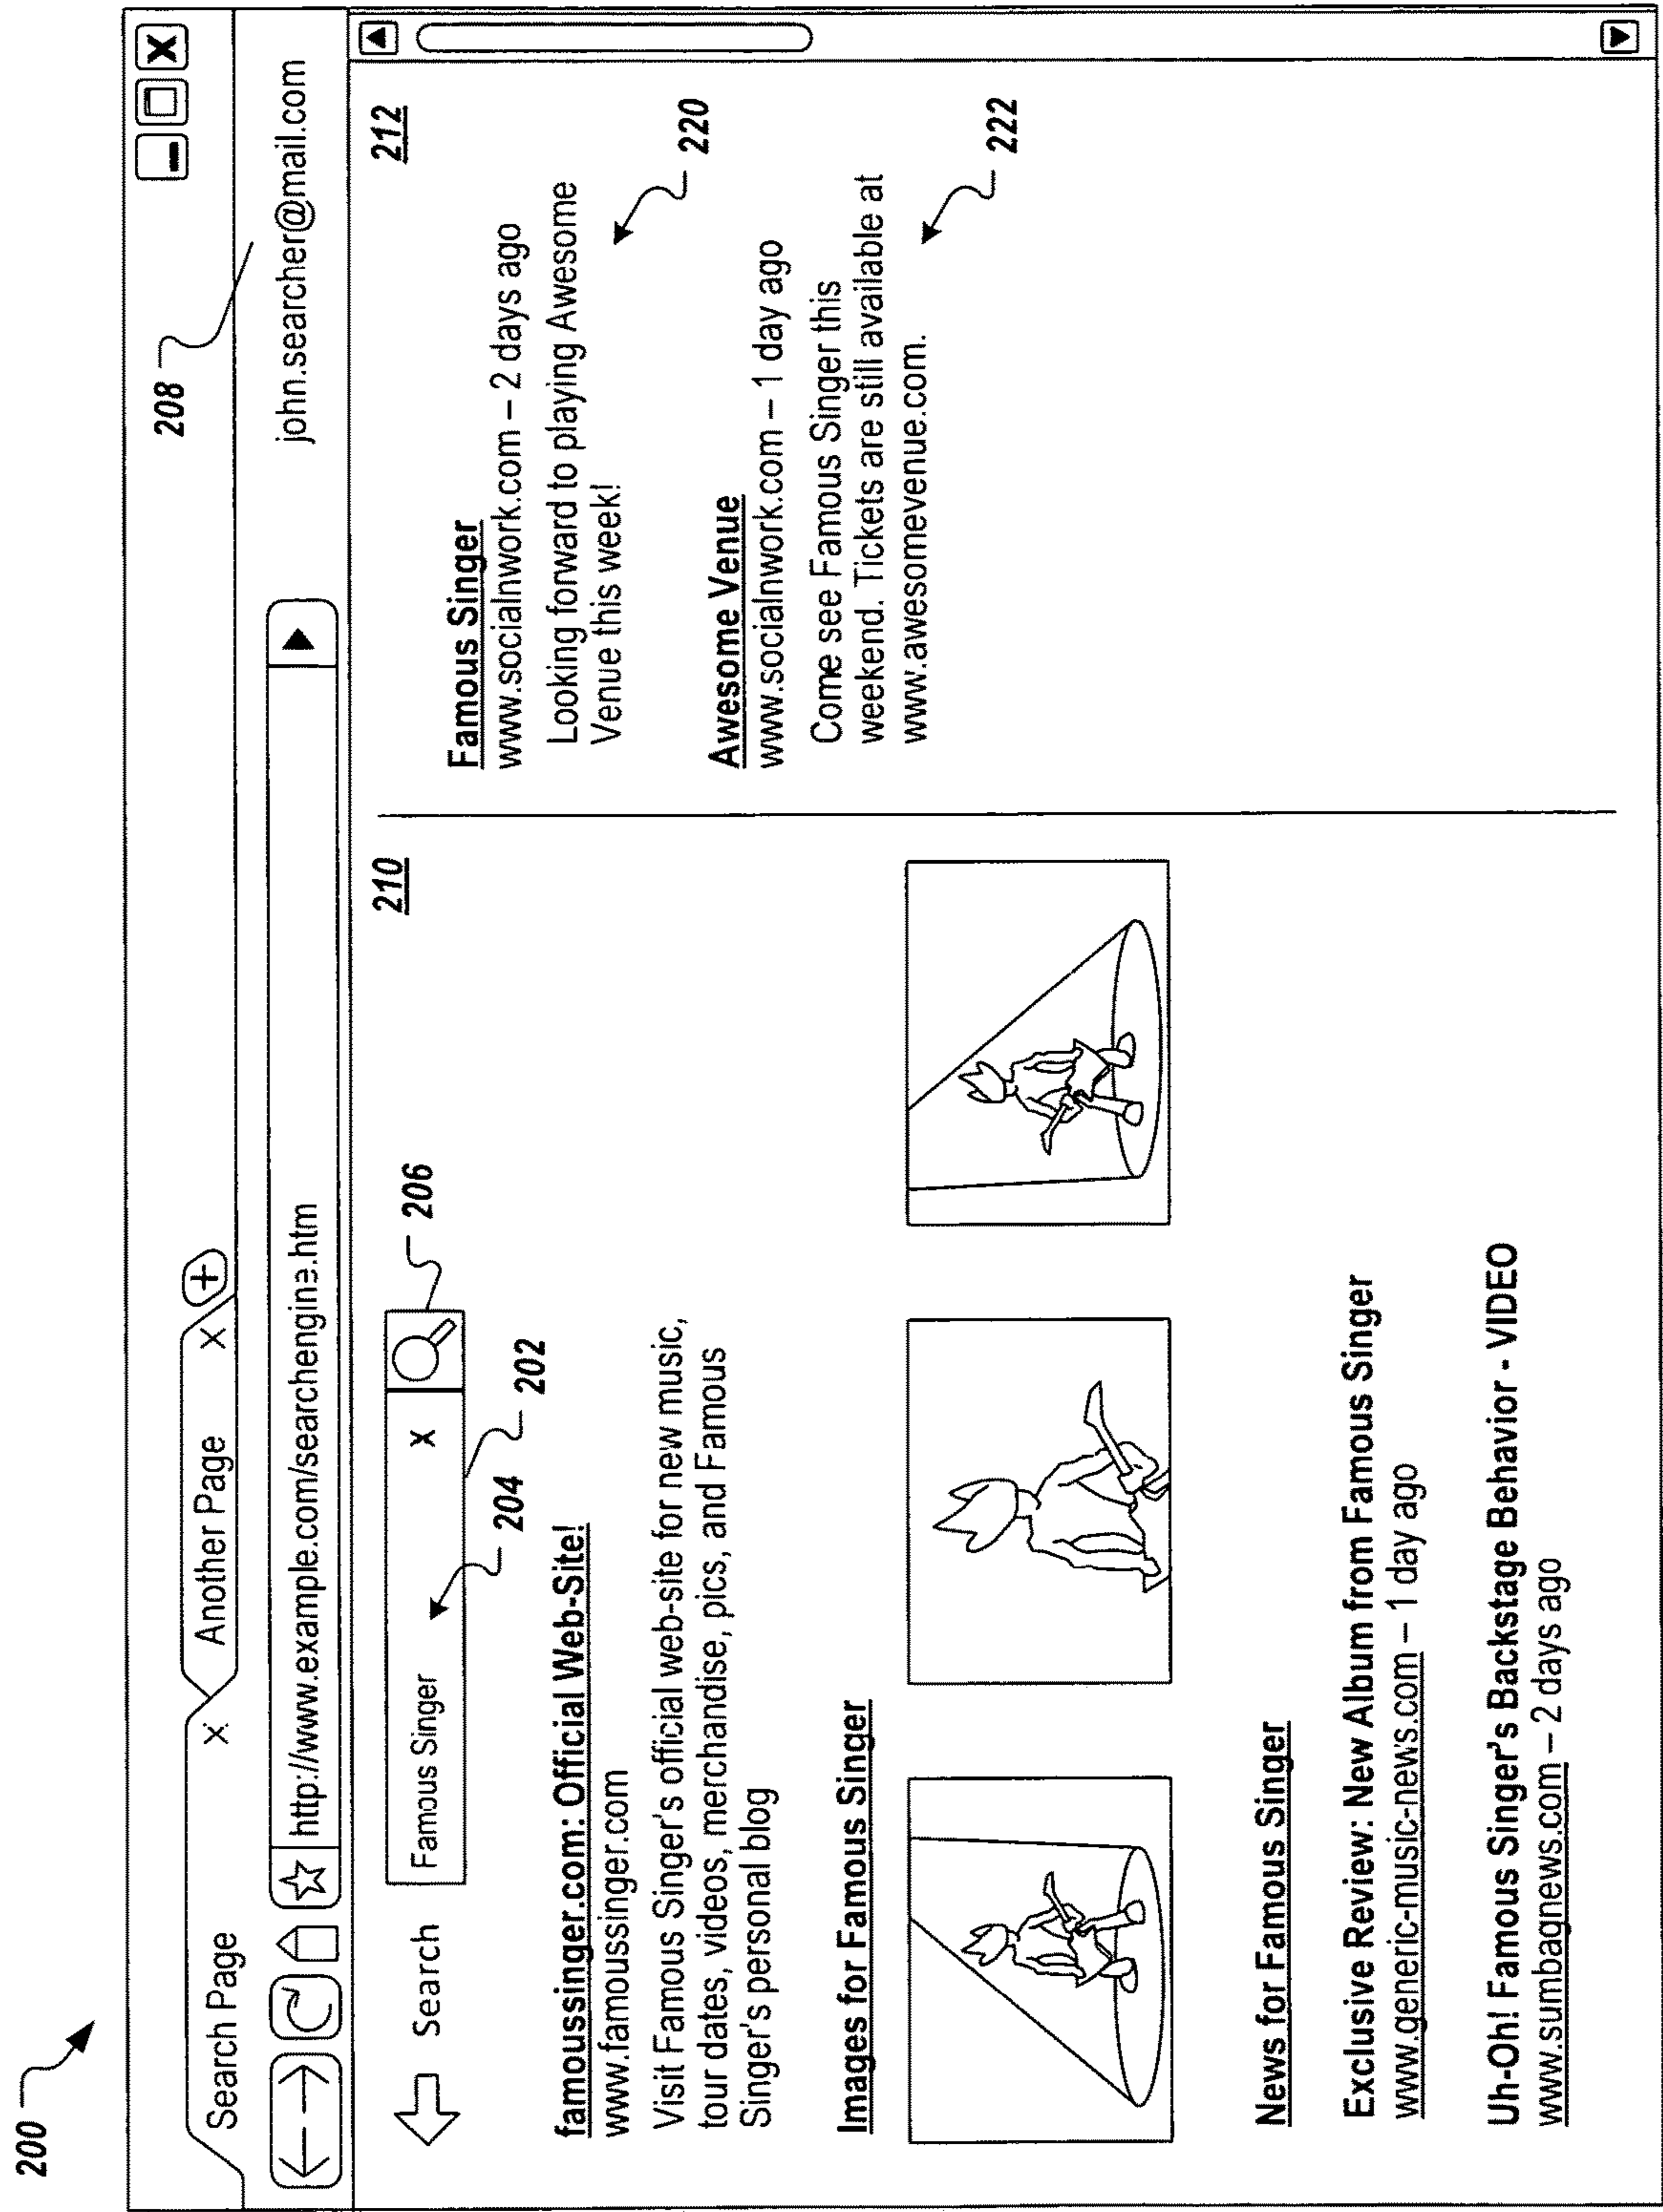 200
208
Search Page X
Another Page X
http://www.example.com/searchengine.htm
john.searcher@mail.com
Search
Famous Singer X
206
204
202
210
famoussinger.com: Official Web-Site!
www.famoussinger.com
Visit Famous Singer's official web-site for new music,
tour dates, videos, merchandise, pics, and Famous
Singer's personal blog
Images for Famous Singer
News for Famous Singer
Exclusive Review: New Album from Famous Singer
www.generic-music-news.com – 1 day ago
Uh-Oh! Famous Singer's Backstage Behavior - VIDEO
www.sumbagnews.com – 2 days ago
212
Famous Singer
www.socialnwork.com – 2 days ago
Looking forward to playing Awesome
Venue this week!
220
Awesome Venue
www.socialnwork.com – 1 day ago
Come see Famous Singer this
weekend. Tickets are still available at
www.awesomevenue.com.
222